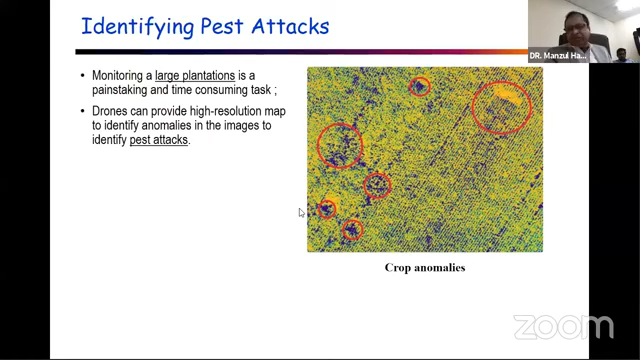 Identifying Pest Attacks
• Monitoring a large plantations is a
painstaking and time consuming task ;
• Drones can provide high-resolution map
to identify anomalies in the images to
identify pest attacks.
Crop anomalies
DR. Manzul Ha...
zoom